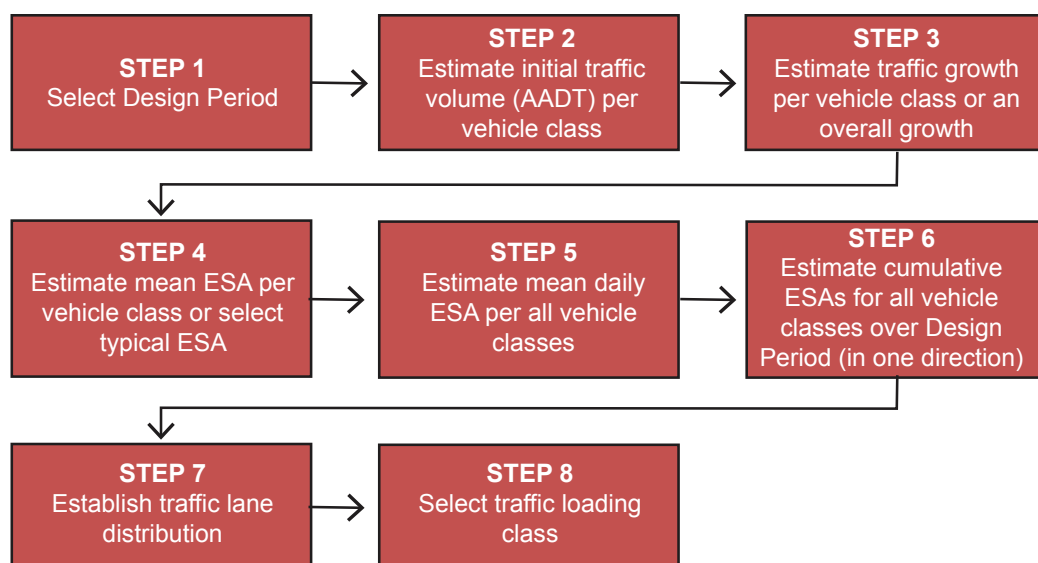 STEP 1
Select Design Period
STEP 2
Estimate initial traffic
volume (AADT) per
vehicle class
STEP 3
Estimate traffic growth
per vehicle class or an
overall growth
STEP 4
Estimate mean ESA per
vehicle class or select
typical ESA
STEP 5
Estimate mean daily
ESA per all vehicle
classes
STEP 6
Estimate cumulative
ESAs for all vehicle
classes over Design
Period (in one direction)
STEP 7
Establish traffic lane
distribution
STEP 8
Select traffic loading
class